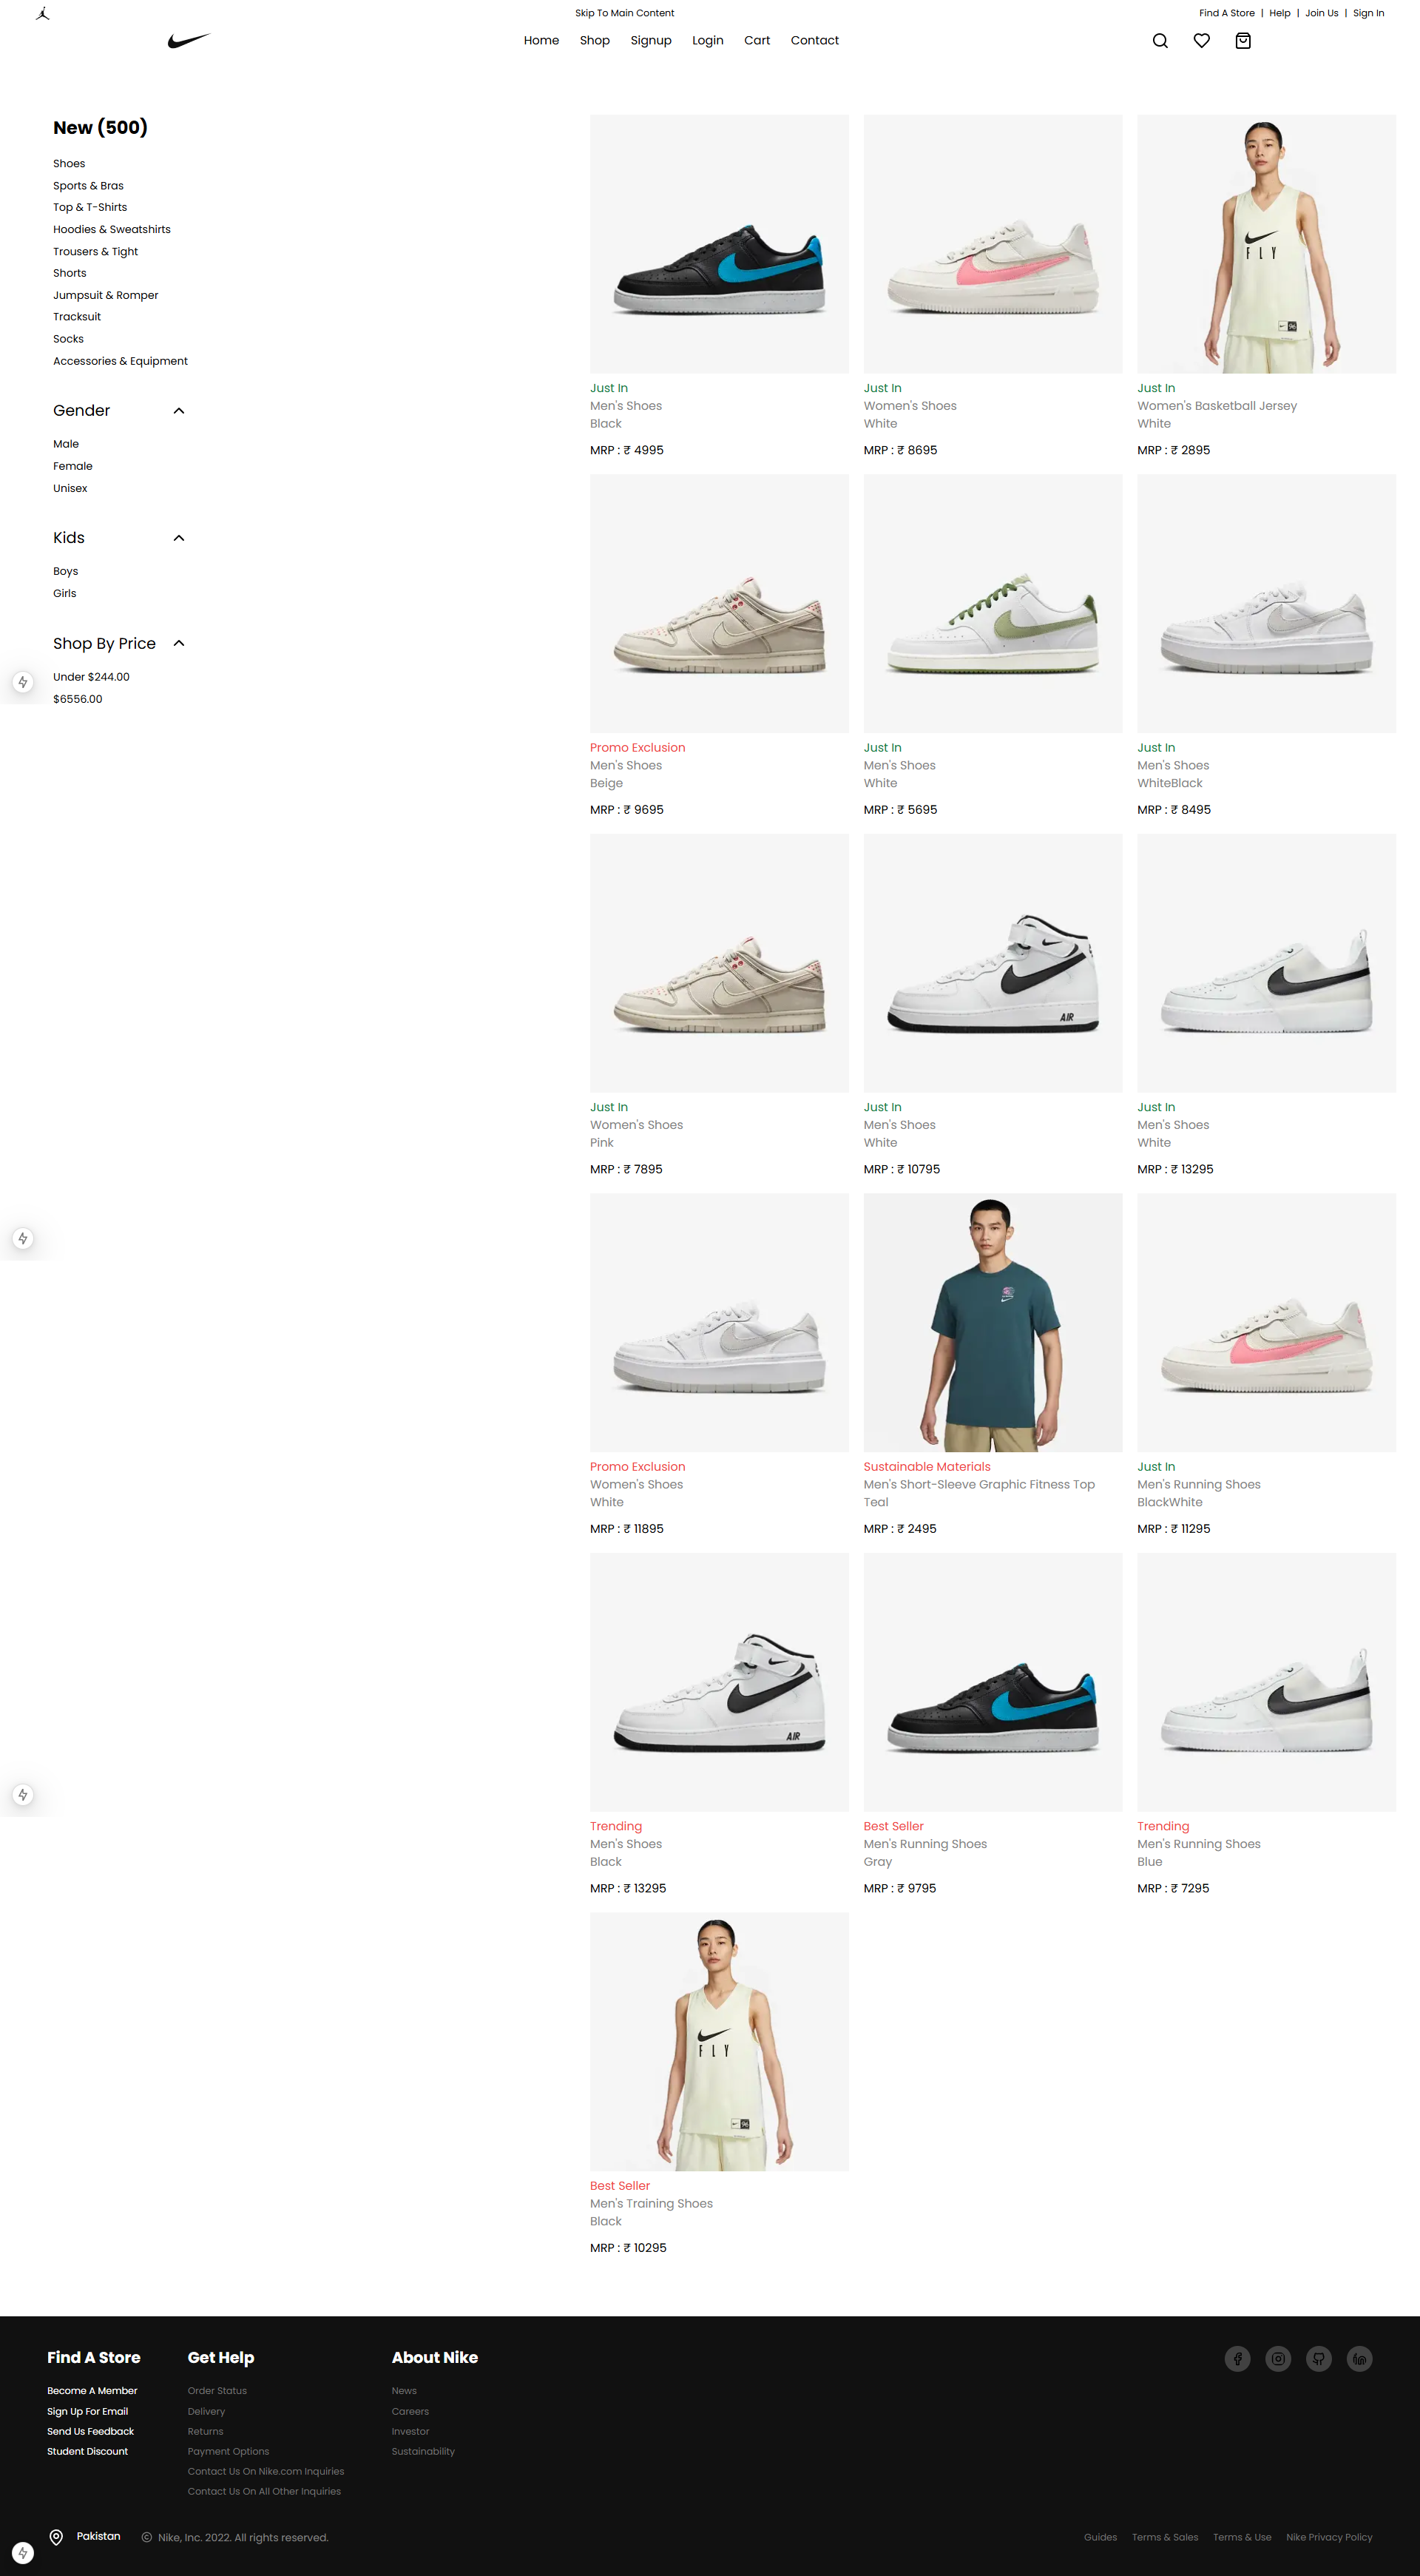 Skip To Main Content
Find A Store | Help | Join Us | Sign In
Home Shop Signup Login Cart Contact
New (500)
Shoes
Sports & Bras
Top & T-Shirts
Hoodies & Sweatshirts
Trousers & Tight
Shorts
Jumpsuit & Romper
Tracksuit
Socks
Accessories & Equipment
Gender
Male
Female
Unisex
Kids
Boys
Girls
Shop By Price
Under $244.00
$6556.00
Just In
Men's Shoes
Black
MRP : ₹ 4995
Just In
Women's Shoes
White
MRP : ₹ 8695
FLY
96
Just In
Women's Basketball Jersey
White
MRP : ₹ 2895
Promo Exclusion
Men's Shoes
Beige
MRP : ₹ 9695
Just In
Men's Shoes
White
MRP : ₹ 5695
Just In
Men's Shoes
WhiteBlack
MRP : ₹ 8495
Just In
Women's Shoes
Pink
MRP : ₹ 7895
AIR
Just In
Men's Shoes
White
MRP : ₹ 10795
Just In
Men's Shoes
White
MRP : ₹ 13295
Promo Exclusion
Women's Shoes
White
MRP : ₹ 11895
Sustainable Materials
Men's Short-Sleeve Graphic Fitness Top
Teal
MRP : ₹ 2495
Just In
Men's Running Shoes
BlackWhite
MRP : ₹ 11295
AIR
Trending
Men's Shoes
Black
MRP : ₹ 13295
Best Seller
Men's Running Shoes
Gray
MRP : ₹ 9795
Trending
Men's Running Shoes
Blue
MRP : ₹ 7295
FLY
96
Best Seller
Men's Training Shoes
Black
MRP : ₹ 10295
Find A Store
Become A Member
Sign Up For Email
Send Us Feedback
Student Discount
Get Help
Order Status
Delivery
Returns
Payment Options
Contact Us On Nike.com Inquiries
Contact Us On All Other Inquiries
About Nike
News
Careers
Investor
Sustainability
Pakistan
© Nike, Inc. 2022. All rights reserved.
Guides Terms & Sales Terms & Use Nike Privacy Policy